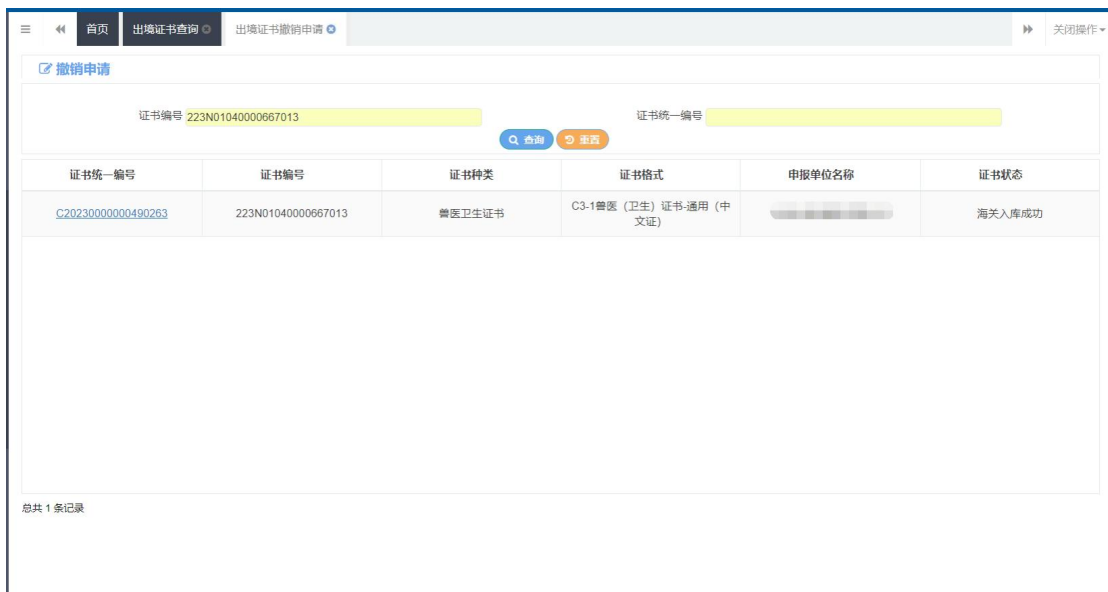 首页 出境证书查询 出境证书撤销申请 关闭操作
撤销申请
证书编号 223N01040000667013 证书统一编号
查询 重置
证书统一编号 证书编号 证书种类 证书格式 申报单位名称 证书状态
C20230000000490263 223N01040000667013 兽医卫生证书 C3-1兽医（卫生）证书-通用（中 海关入库成功
文证）
总共 1 条记录